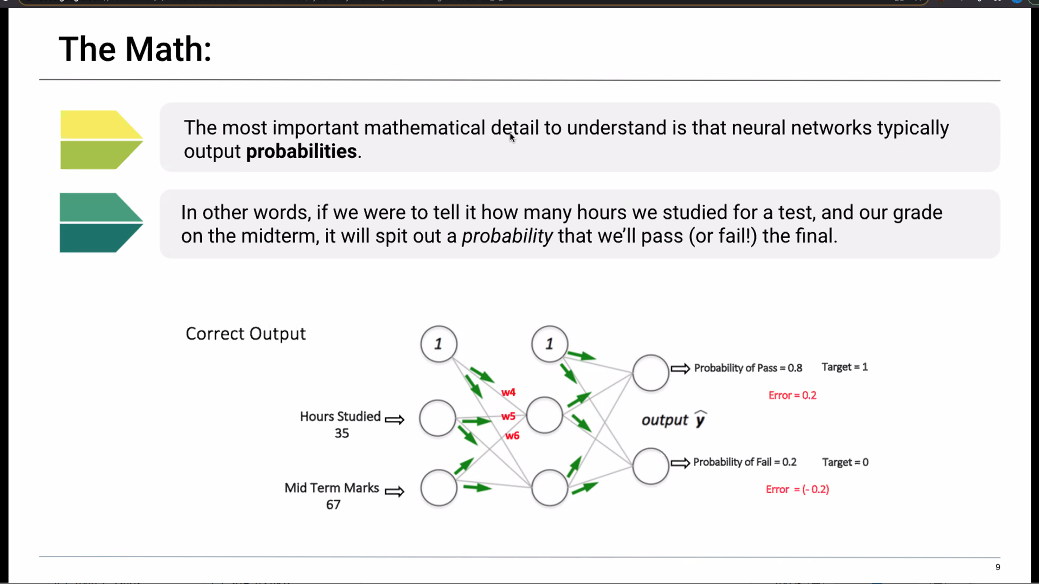 The Math:
The most important mathematical detail to understand is that neural networks typically
output probabilities.
In other words, if we were to tell it how many hours we studied for a test, and our grade
on the midterm, it will spit out a probability that we'll pass (or fail!) the final.
Correct Output
1
1
Probability of Pass = 0.8 Target = 1
w4
Error = 0.2
Hours Studied
35
w5
output ŷ
w6
Probability of Fail = 0.2 Target = 0
Mid Term Marks
67
Error = (- 0.2)
9